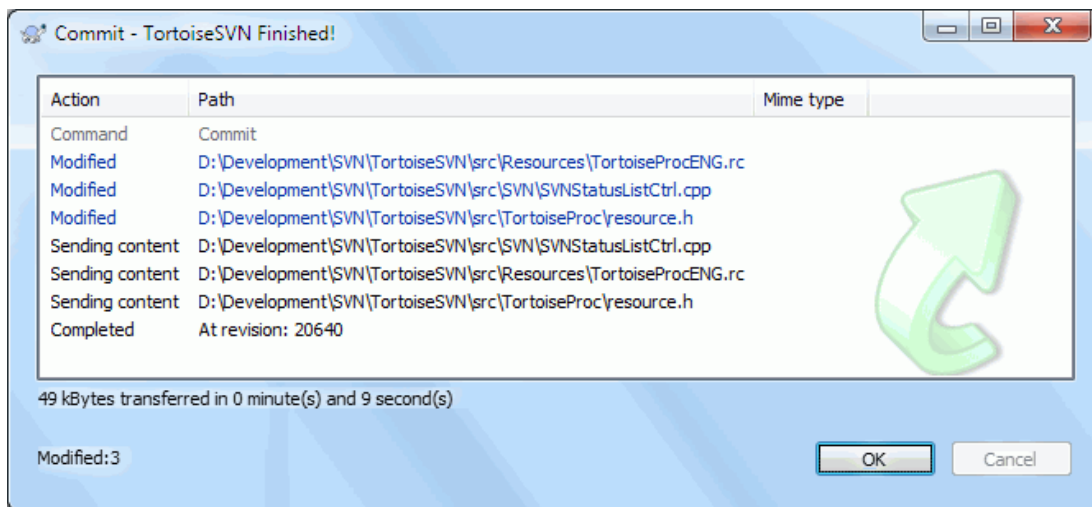 Commit - TortoiseSVN Finished!
Action Path Mime type
Command Commit
Modified D:\Development\SVN\TortoiseSVN\src\Resources\TortoiseProcENG.rc
Modified D:\Development\SVN\TortoiseSVN\src\SVN\SVNStatusListCtrl.cpp
Modified D:\Development\SVN\TortoiseSVN\src\TortoiseProc\resource.h
Sending content D:\Development\SVN\TortoiseSVN\src\SVN\SVNStatusListCtrl.cpp
Sending content D:\Development\SVN\TortoiseSVN\src\Resources\TortoiseProcENG.rc
Sending content D:\Development\SVN\TortoiseSVN\src\TortoiseProc\resource.h
Completed At revision: 20640
49 kBytes transferred in 0 minute(s) and 9 second(s)
Modified:3
OK Cancel